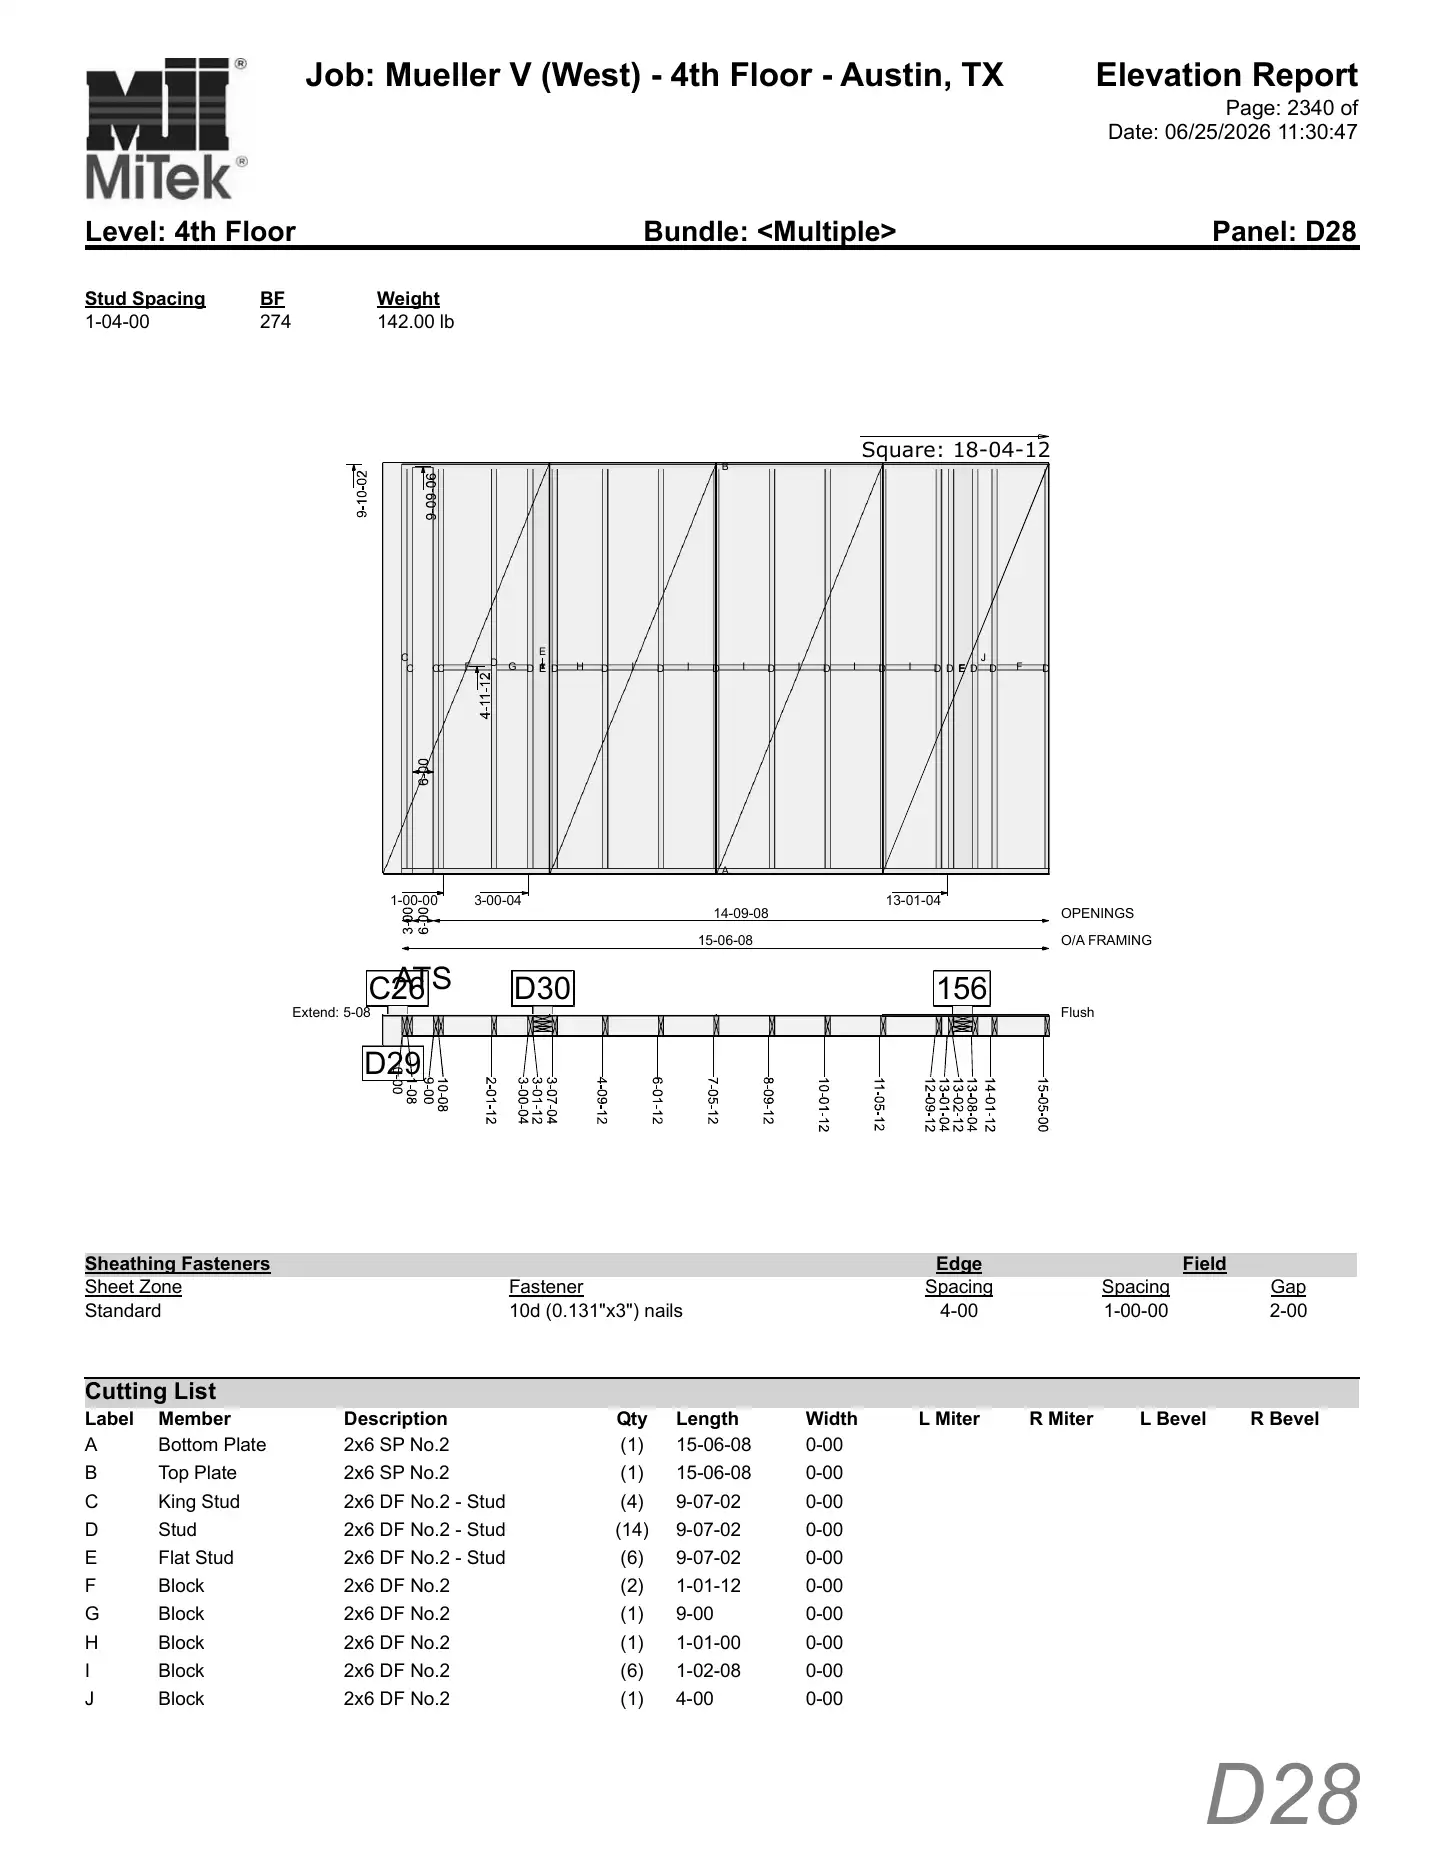 Job: Mueller V (West) - 4th Floor - Austin, TX
Elevation Report
Page: 2340 of
Date: 06/25/2026 11:30:47
MiTek®
Level: 4th Floor Bundle: <Multiple> Panel: D28
Stud Spacing BF Weight
1-04-00 274 142.00 lb
Square: 18-04-12
B
9-10-02
9-09-06
C C C C F D G D E E D H D I D I D I D I D I D I D D E D J D F D
4-11-12
6-00
A
1-00-00 3-00-04 13-01-04
3-00 6-00 14-09-08 OPENINGS
15-06-08 O/A FRAMING
ATS
C26 D30 156
Extend: 5-08 Flush
D29
0-00 1-08 9-00 10-08 2-01-12 3-00-04 3-01-12 3-07-04 4-09-12 6-01-12 7-05-12 8-09-12 10-01-12 11-05-12 12-09-12 13-01-04 13-02-12 13-08-04 14-01-12 15-05-00
Sheathing Fasteners Edge Field
Sheet Zone Fastener Spacing Spacing Gap
Standard 10d (0.131"x3") nails 4-00 1-00-00 2-00
Cutting List
Label Member Description Qty Length Width L Miter R Miter L Bevel R Bevel
A Bottom Plate 2x6 SP No.2 (1) 15-06-08 0-00
B Top Plate 2x6 SP No.2 (1) 15-06-08 0-00
C King Stud 2x6 DF No.2 - Stud (4) 9-07-02 0-00
D Stud 2x6 DF No.2 - Stud (14) 9-07-02 0-00
E Flat Stud 2x6 DF No.2 - Stud (6) 9-07-02 0-00
F Block 2x6 DF No.2 (2) 1-01-12 0-00
G Block 2x6 DF No.2 (1) 9-00 0-00
H Block 2x6 DF No.2 (1) 1-01-00 0-00
I Block 2x6 DF No.2 (6) 1-02-08 0-00
J Block 2x6 DF No.2 (1) 4-00 0-00
D28